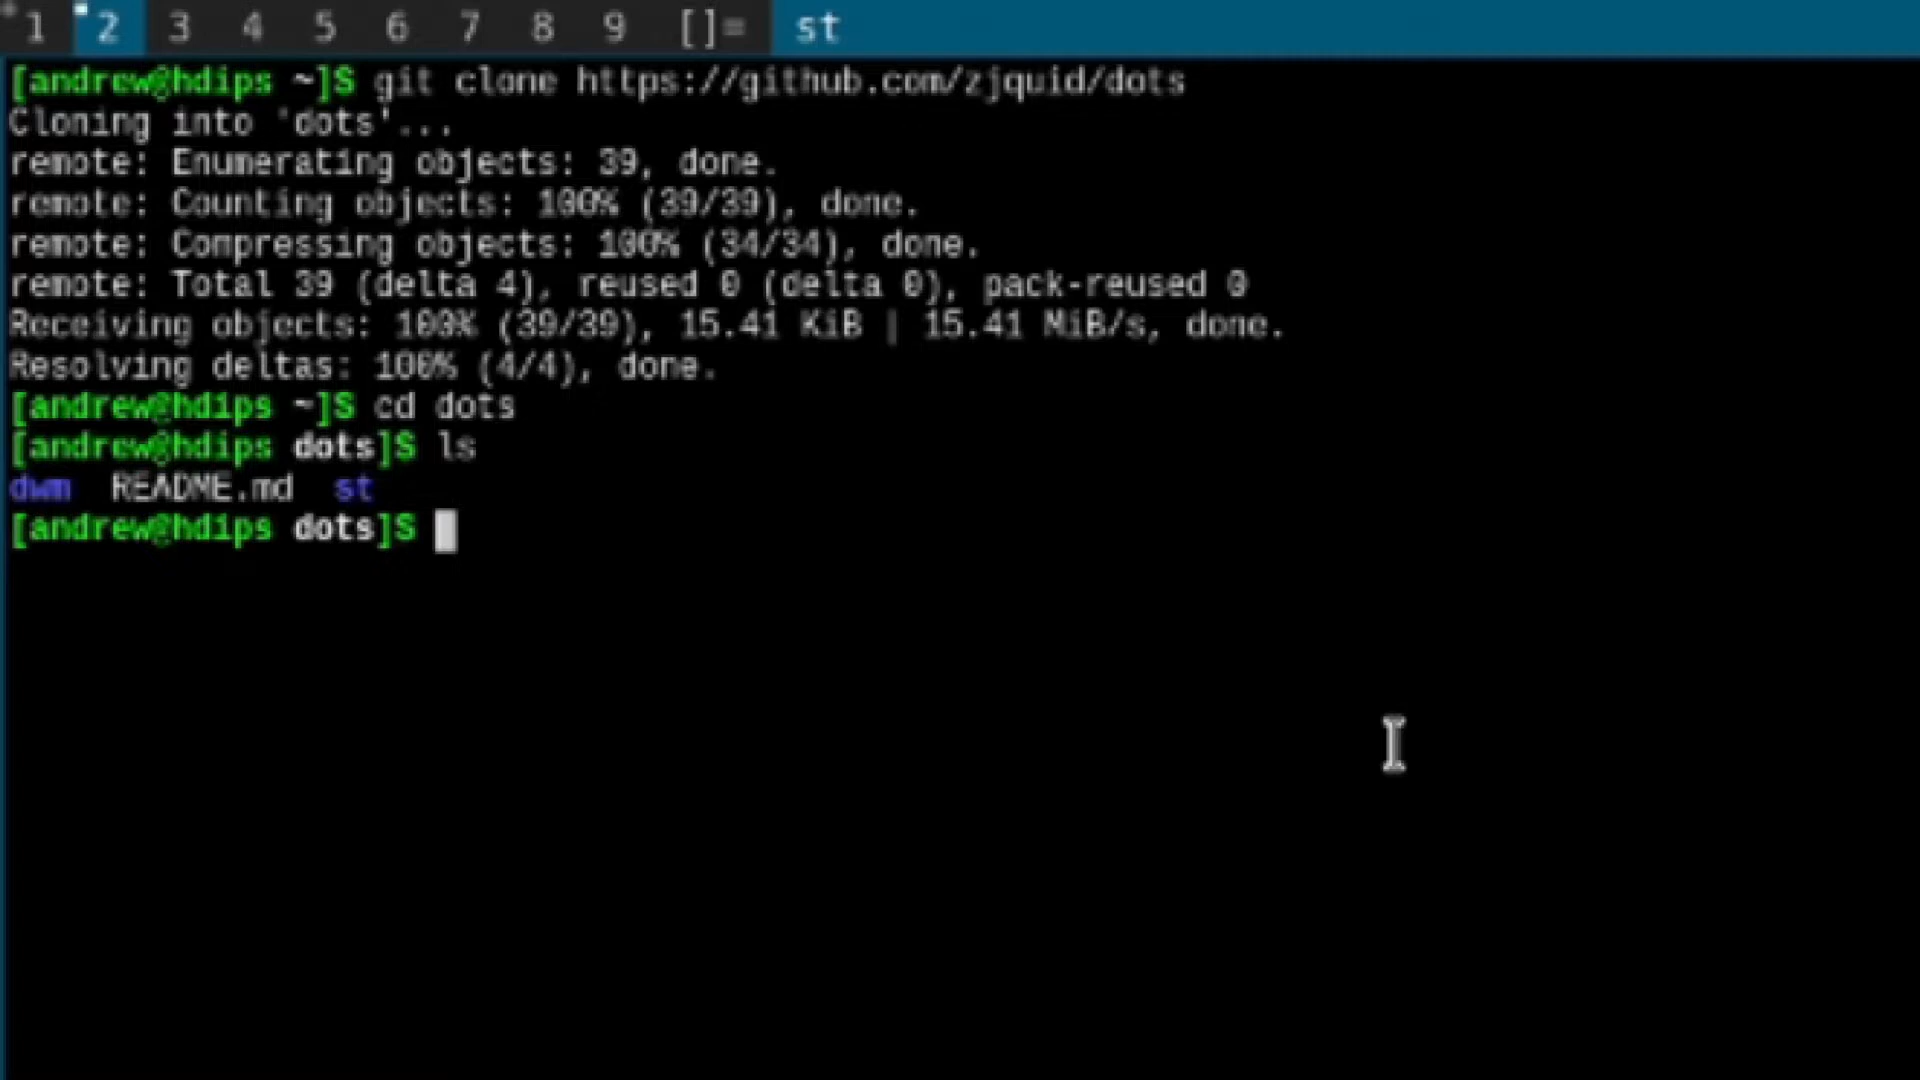 1 2 3 4 5 6 7 8 9 []= st
[andrew@hdips ~]$ git clone https://github.com/zjquid/dots
Cloning into 'dots'...
remote: Enumerating objects: 39, done.
remote: Counting objects: 100% (39/39), done.
remote: Compressing objects: 100% (34/34), done.
remote: Total 39 (delta 4), reused 0 (delta 0), pack-reused 0
Receiving objects: 100% (39/39), 15.41 KiB | 15.41 MiB/s, done.
Resolving deltas: 100% (4/4), done.
[andrew@hdips ~]$ cd dots
[andrew@hdips dots]$ ls
dwm  README.md  st
[andrew@hdips dots]$